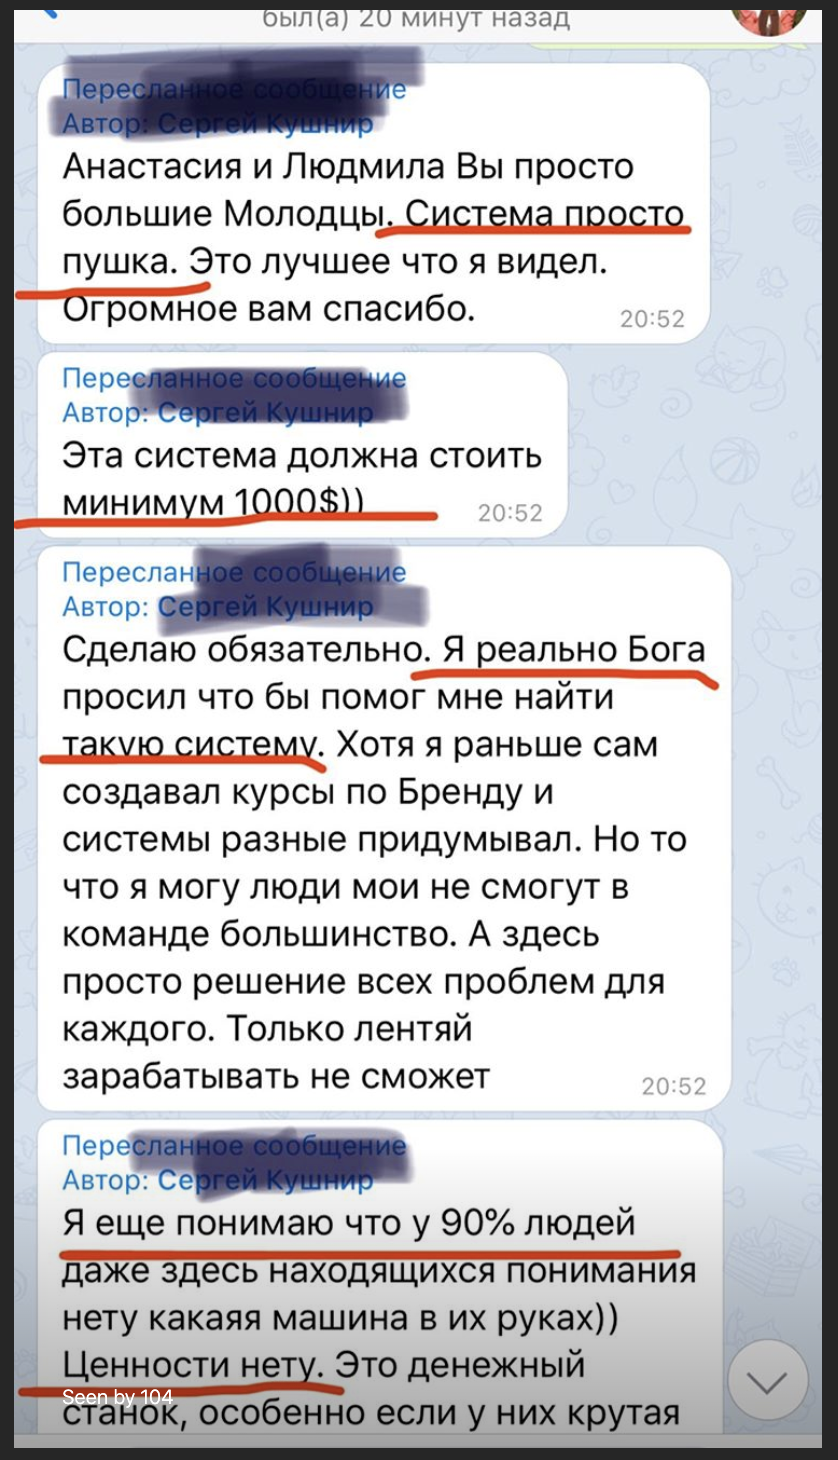 был(а) 20 минут назад
Пересланное сообщение
Автор: Сергей Кушнир
Анастасия и Людмила Вы просто
большие Молодцы. Система просто
пушка. Это лучшее что я видел.
Огромное вам спасибо.
20:52
Пересланное сообщение
Автор: Сергей Кушнир
Эта система должна стоить
минимум 1000$))
20:52
Пересланное сообщение
Автор: Сергей Кушнир
Сделаю обязательно. Я реально Бога
просил что бы помог мне найти
такую систему. Хотя я раньше сам
создавал курсы по Бренду и
системы разные придумывал. Но то
что я могу люди мои не смогут в
команде большинство. А здесь
просто решение всех проблем для
каждого. Только лентяй
зарабатывать не сможет
20:52
Пересланное сообщение
Автор: Сергей Кушнир
Я еще понимаю что у 90% людей
даже здесь находящихся понимания
нету какаяя машина в их руках))
Ценности нету. Это денежный
Seen by 104
станок, особенно если у них крутая